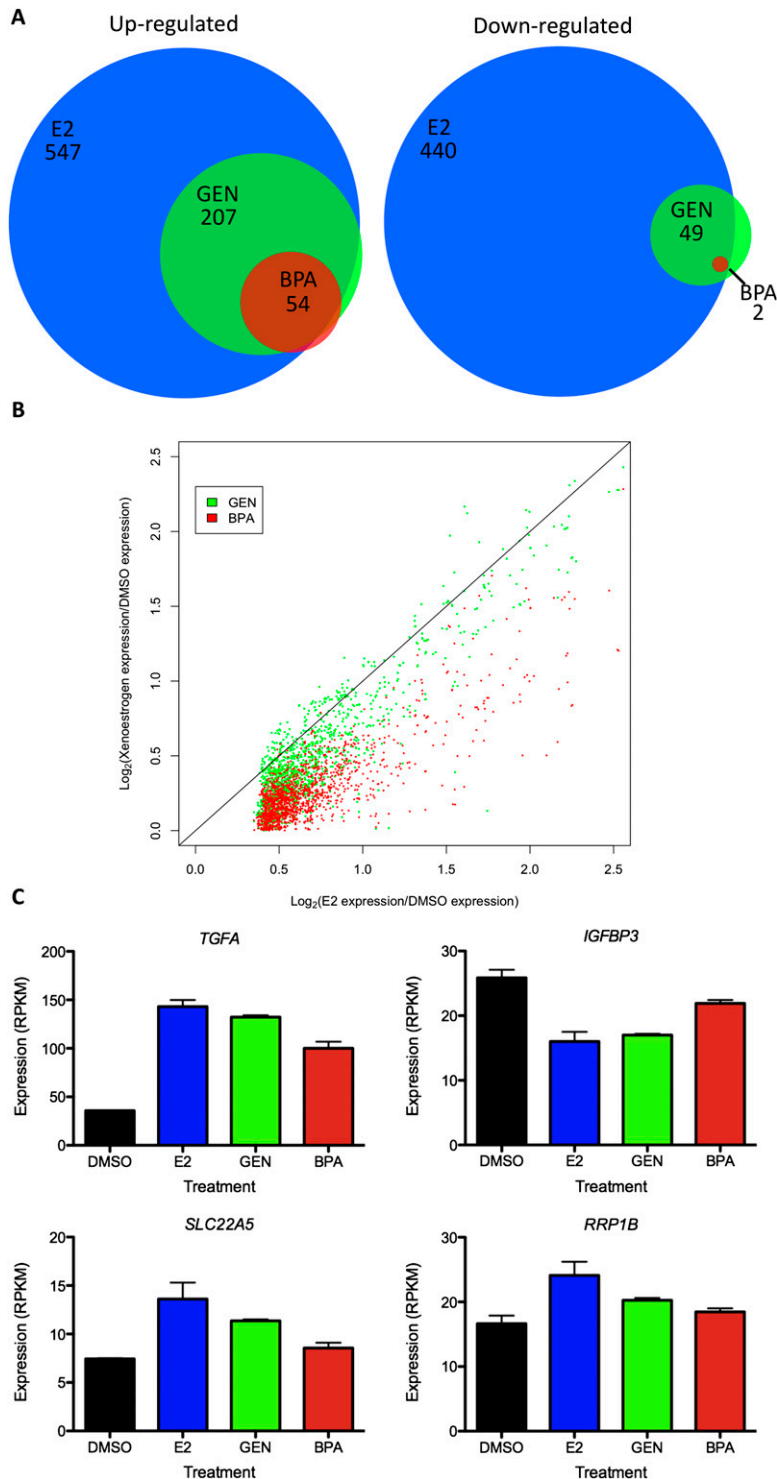 A
Up-regulated
Down-regulated
E2
547
GEN
207
BPA
54
E2
440
GEN
49
BPA
2
B
Log2(Xenoestrogen expression/DMSO expression)
2.5
2.0
1.5
1.0
0.5
0.0
GEN
BPA
0.0 0.5 1.0 1.5 2.0 2.5
Log2(E2 expression/DMSO expression)
C
TGFA
Expression (RPKM)
200
150
100
50
0
DMSO E2 GEN BPA
Treatment
IGFBP3
Expression (RPKM)
30
20
10
0
DMSO E2 GEN BPA
Treatment
SLC22A5
Expression (RPKM)
20
15
10
5
0
DMSO E2 GEN BPA
Treatment
RRP1B
Expression (RPKM)
30
20
10
0
DMSO E2 GEN BPA
Treatment